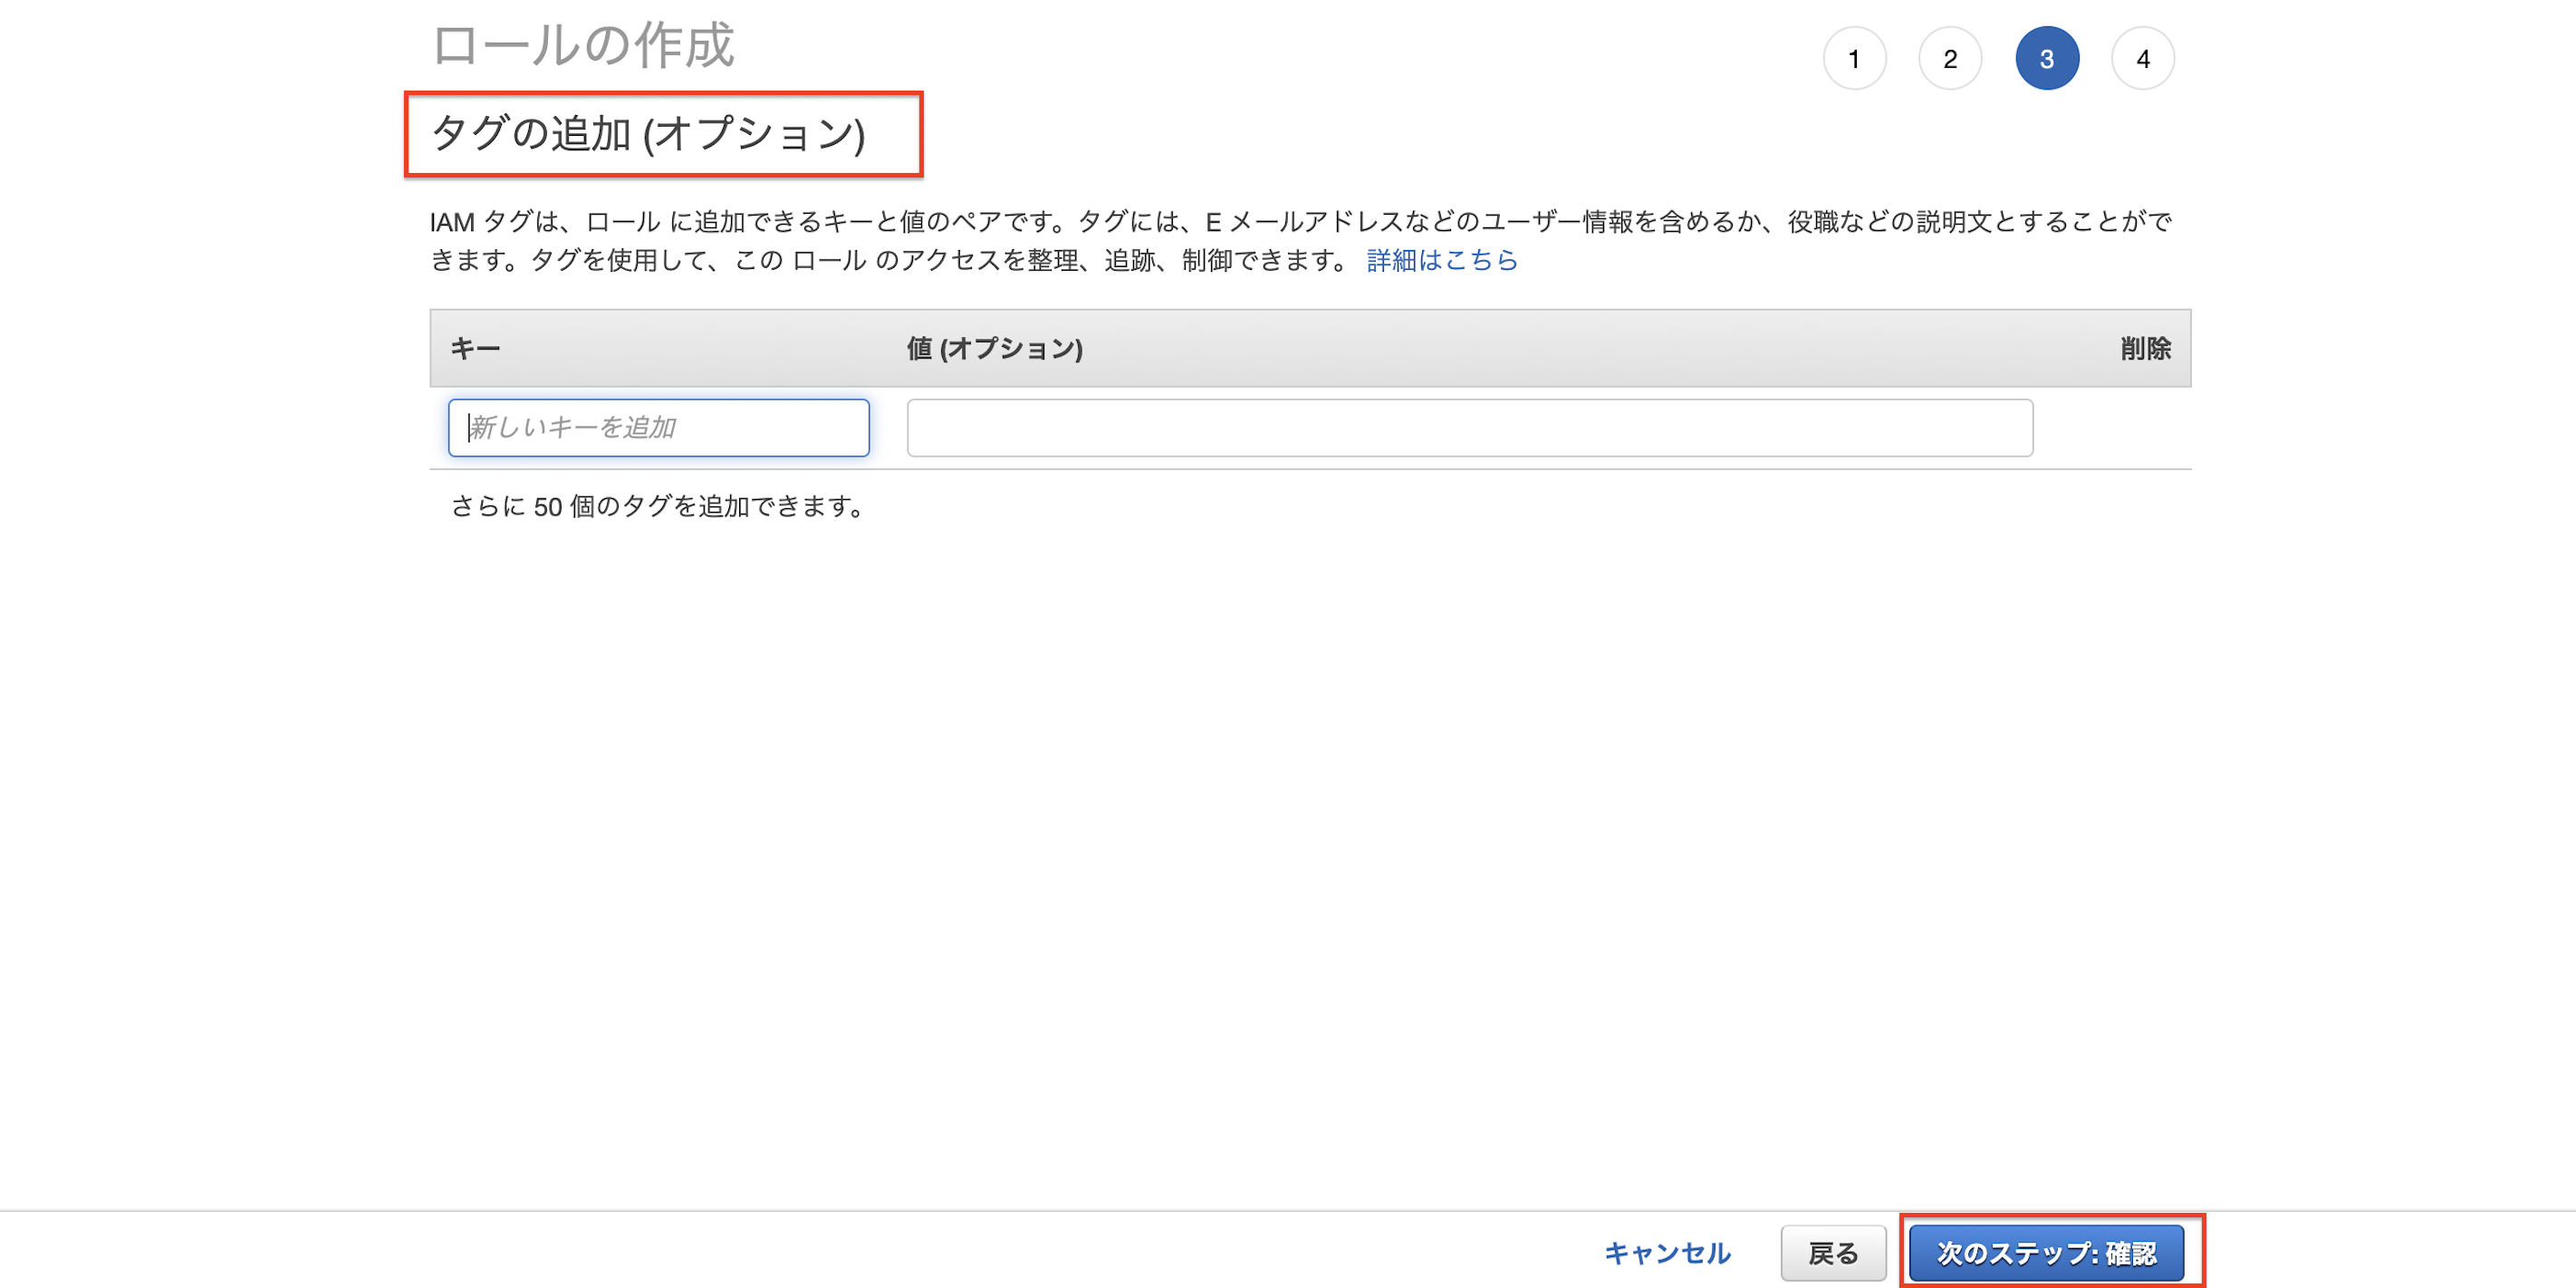 ロールの作成
1 2 3 4
タグの追加 (オプション)
IAM タグは、ロール に追加できるキーと値のペアです。タグには、E メールアドレスなどのユーザー情報を含めるか、役職などの説明文とすることがで
きます。タグを使用して、この ロール のアクセスを整理、追跡、制御できます。 詳細はこちら
キー 値 (オプション) 削除
新しいキーを追加
さらに 50 個のタグを追加できます。
キャンセル 戻る 次のステップ: 確認